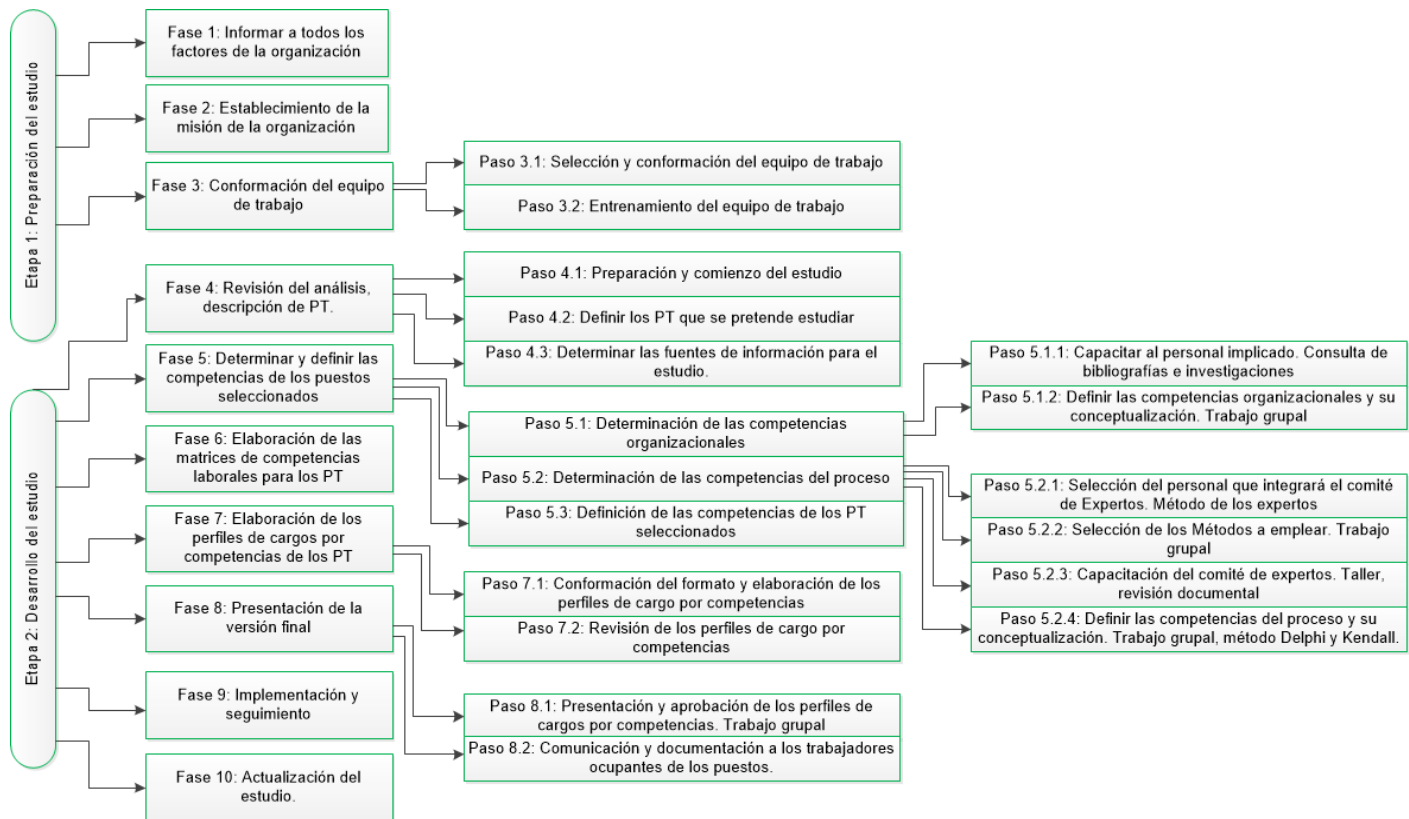 Etapa 1: Preparación del estudio
Fase 1: Informar a todos los
factores de la organización
Fase 2: Establecimiento de la
misión de la organización
Fase 3: Conformación del equipo
de trabajo
Paso 3.1: Selección y conformación del equipo de trabajo
Paso 3.2: Entrenamiento del equipo de trabajo
Etapa 2: Desarrollo del estudio
Fase 4: Revisión del análisis,
descripción de PT.
Paso 4.1: Preparación y comienzo del estudio
Paso 4.2: Definir los PT que se pretende estudiar
Paso 4.3: Determinar las fuentes de información para el
estudio.
Fase 5: Determinar y definir las
competencias de los puestos
seleccionados
Paso 5.1: Determinación de las competencias
organizacionales
Paso 5.1.1: Capacitar al personal implicado. Consulta de
bibliografías e investigaciones
Paso 5.1.2: Definir las competencias organizacionales y su
conceptualización. Trabajo grupal
Paso 5.2: Determinación de las competencias del proceso
Paso 5.2.1: Selección del personal que integrará el comité
de Expertos. Método de los expertos
Paso 5.2.2: Selección de los Métodos a emplear. Trabajo
grupal
Paso 5.2.3: Capacitación del comité de expertos. Taller,
revisión documental
Paso 5.2.4: Definir las competencias del proceso y su
conceptualización. Trabajo grupal, método Delphi y Kendall.
Paso 5.3: Definición de las competencias de los PT
seleccionados
Fase 6: Elaboración de las
matrices de competencias
laborales para los PT
Fase 7: Elaboración de los
perfiles de cargos por
competencias de los PT
Paso 7.1: Conformación del formato y elaboración de los
perfiles de cargo por competencias
Paso 7.2: Revisión de los perfiles de cargo por
competencias
Fase 8: Presentación de la
versión final
Paso 8.1: Presentación y aprobación de los perfiles de
cargos por competencias. Trabajo grupal
Paso 8.2: Comunicación y documentación a los trabajadores
ocupantes de los puestos.
Fase 9: Implementación y
seguimiento
Fase 10: Actualización del
estudio.